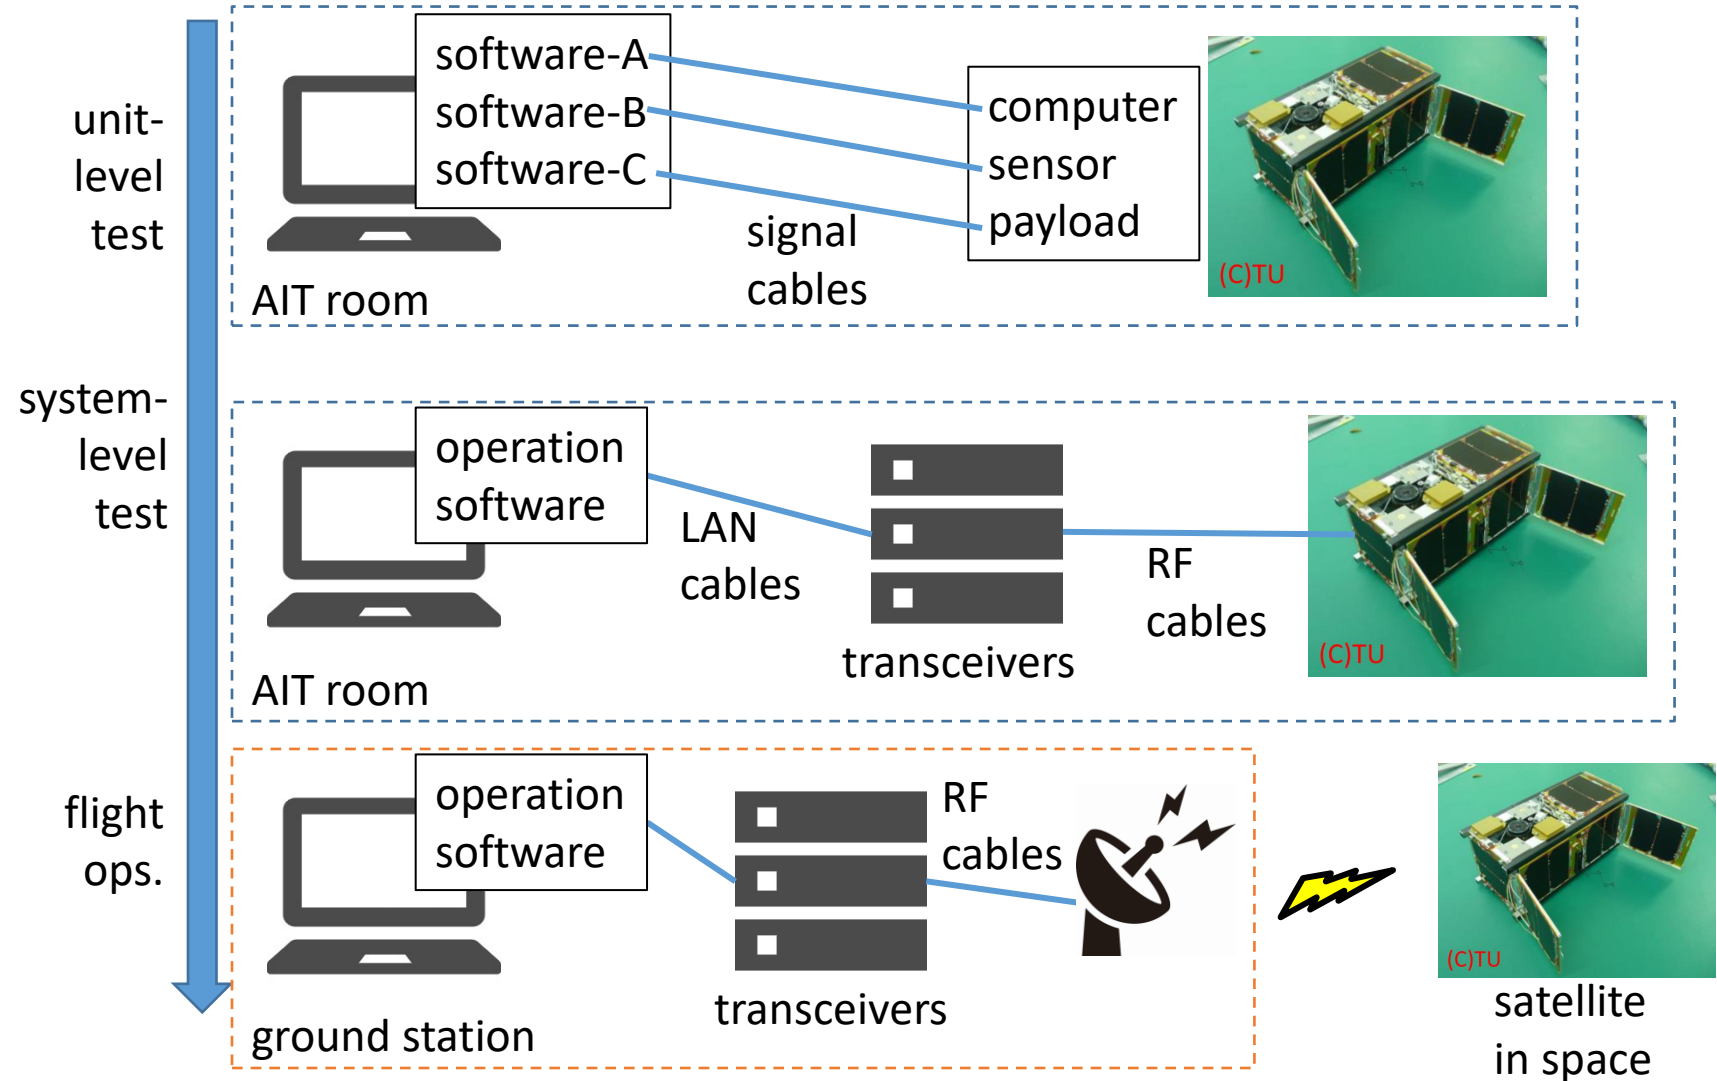 unit-
level
test
software-A
software-B
software-C
signal
cables
computer
sensor
payload
(C)TU
AIT room
system-
level
test
operation
software
LAN
cables
transceivers
RF
cables
(C)TU
AIT room
flight
ops.
operation
software
transceivers
RF
cables
ground station
(C)TU
satellite
in space